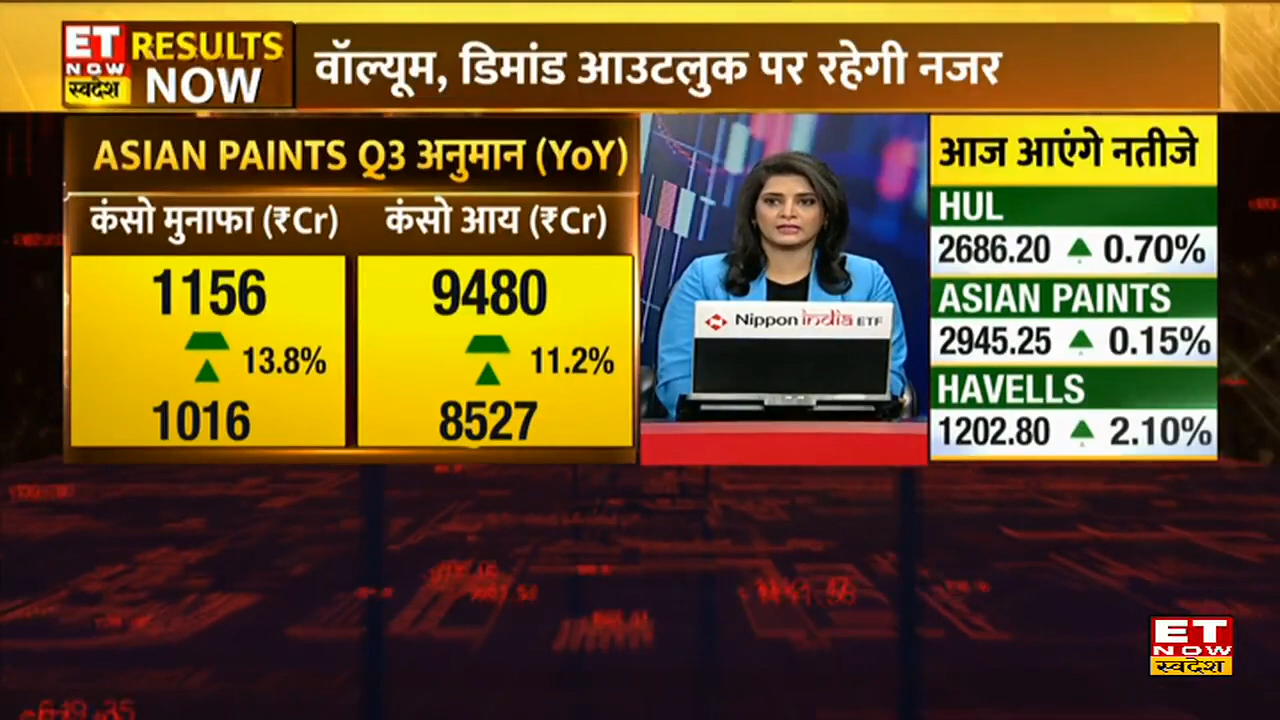 ET NOW स्वदेश
RESULTS NOW
वॉल्यूम, डिमांड आउटलुक पर रहेगी नजर
ASIAN PAINTS Q3 अनुमान (YoY)
कंसो मुनाफा (₹Cr)
कंसो आय (₹Cr)
1156
9480
13.8%
11.2%
1016
8527
Nippon india ETF
आज आएंगे नतीजे
HUL
2686.20 0.70%
ASIAN PAINTS
2945.25 0.15%
HAVELLS
1202.80 2.10%
ET NOW स्वदेश